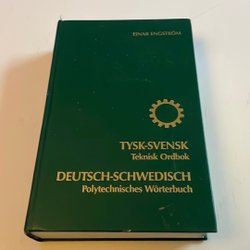 EINAR ENGSTRÖM
TYSK-SVENSK
Teknisk Ordbok
DEUTSCH-SCHWEDISCH
Polytechnisches Wörterbuch